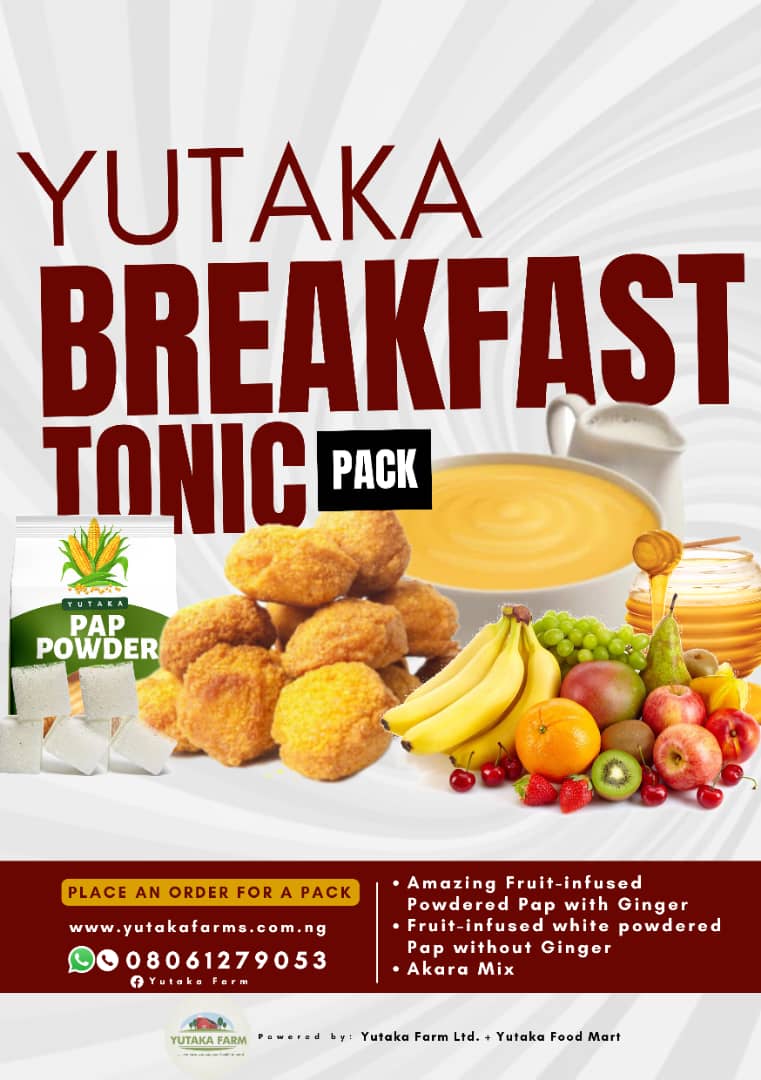 YUTAKA
BREAKFAST
TONIC
PACK
YUTAKA
PAP
POWDER
PLACE AN ORDER FOR A PACK
www.yutakafarms.com.ng
08061279053
Yutaka Farm
• Amazing Fruit-infused
Powdered Pap with Ginger
• Fruit-infused white powdered
Pap without Ginger
• Akara Mix
YUTAKA FARM
Powered by: Yutaka Farm Ltd. + Yutaka Food Mart